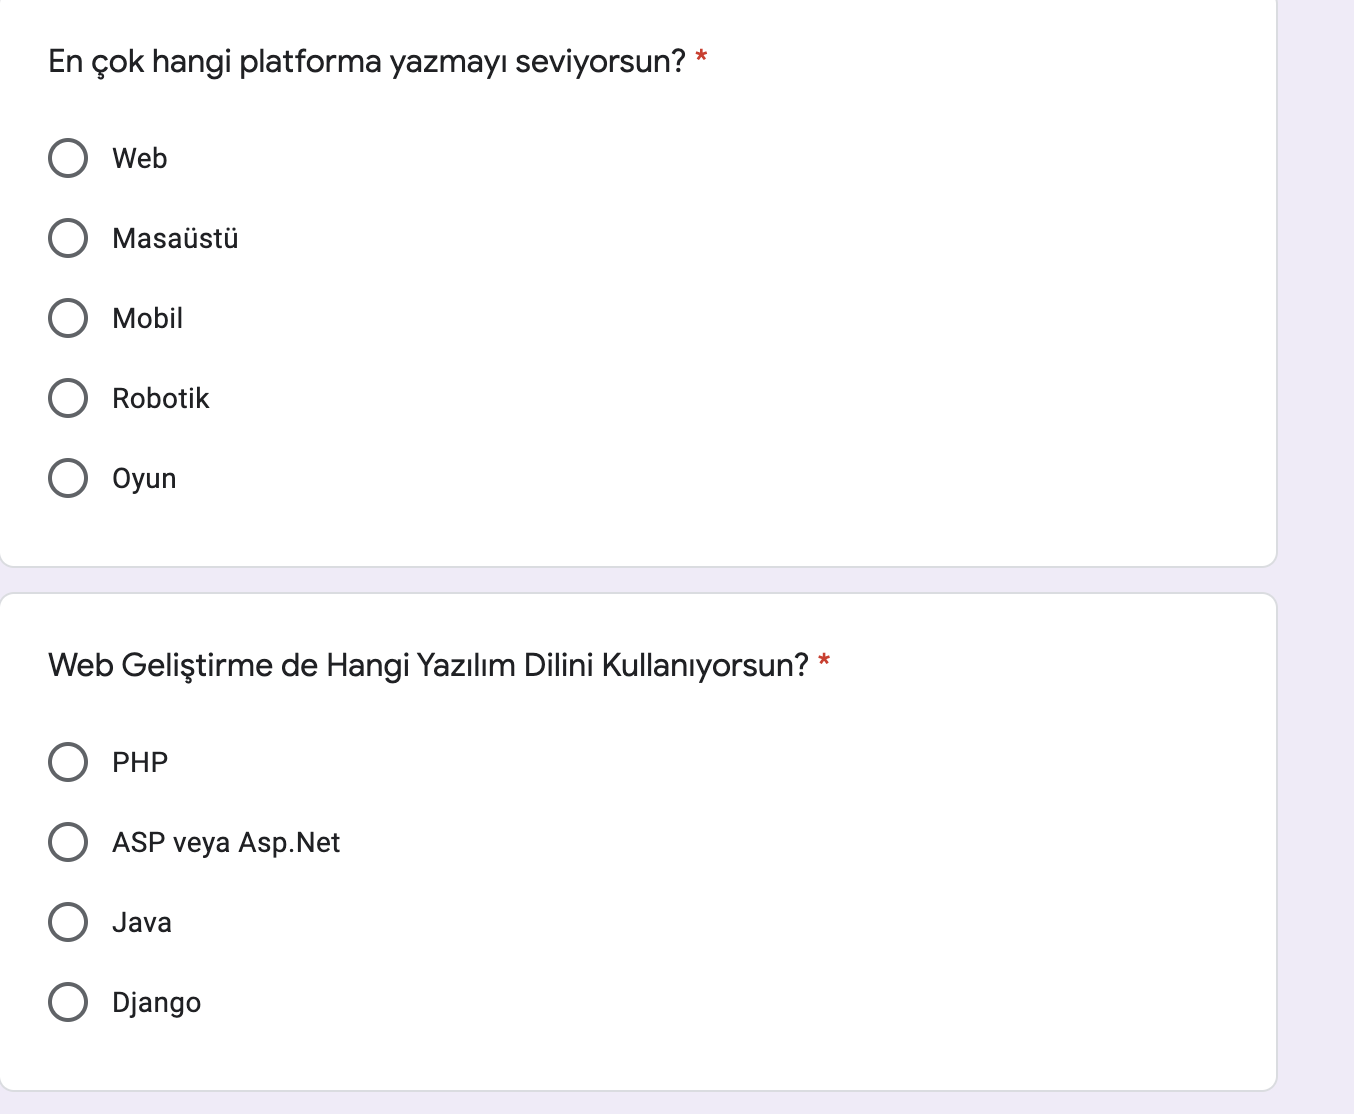 En çok hangi platforma yazmayı seviyorsun? *
Web
Masaüstü
Mobil
Robotik
Oyun
Web Geliştirme de Hangi Yazılım Dilini Kullanıyorsun? *
PHP
ASP veya Asp.Net
Java
Django